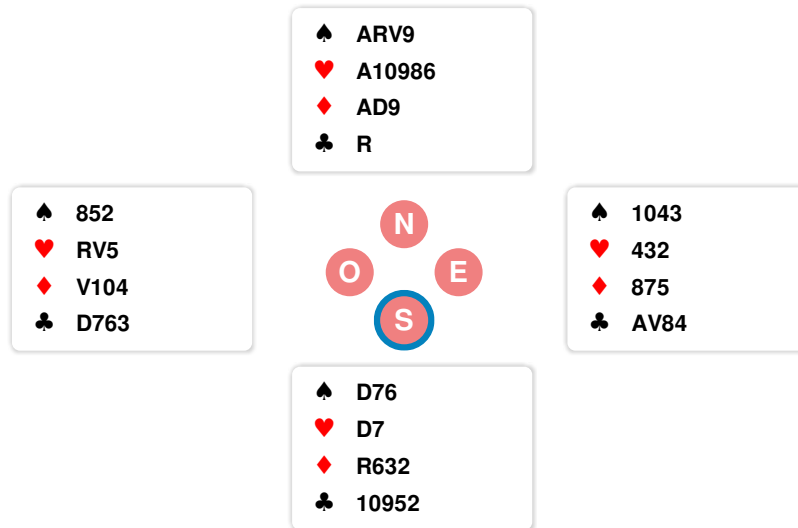 ♠ ARV9
♥ A10986
♦ AD9
♣ R
♠ 852
♥ RV5
♦ V104
♣ D763
N
O E
S
♠ 1043
♥ 432
♦ 875
♣ AV84
♠ D76
♥ D7
♦ R632
♣ 10952